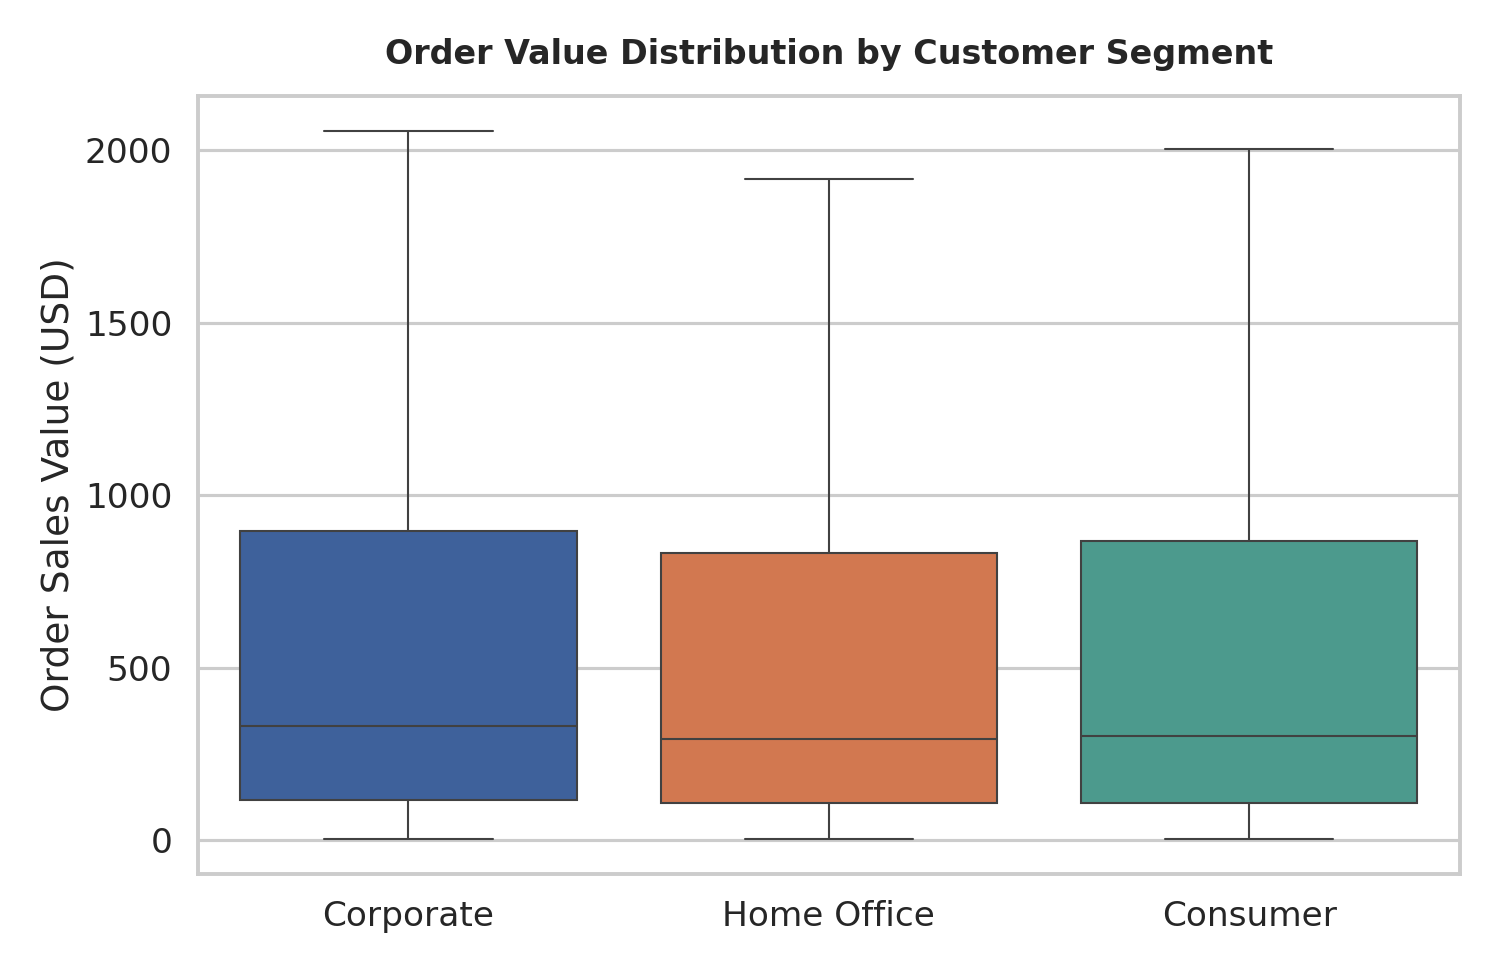 Order Value Distribution by Customer Segment
Order Sales Value (USD)
2000
1500
1000
500
0
Corporate
Home Office
Consumer